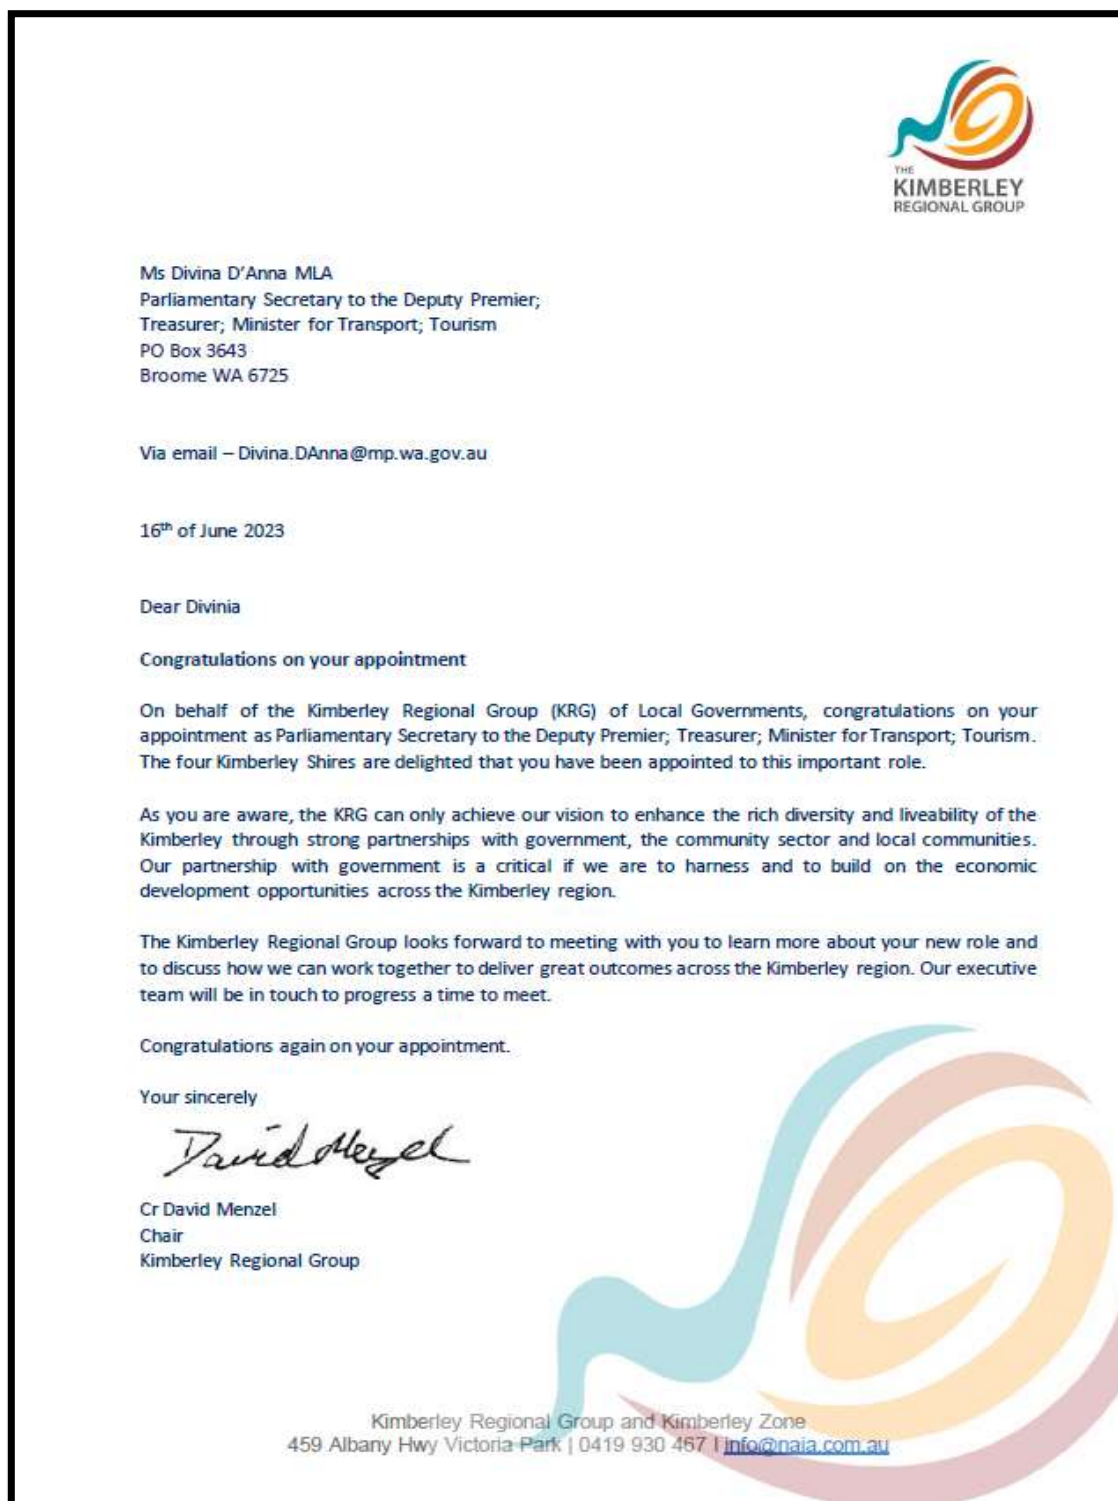 THE
KIMBERLEY
REGIONAL GROUP
Ms Divina D'Anna MLA
Parliamentary Secretary to the Deputy Premier;
Treasurer; Minister for Transport; Tourism
PO Box 3643
Broome WA 6725
Via email – Divina.DAnna@mp.wa.gov.au
16th of June 2023
Dear Divinia
Congratulations on your appointment
On behalf of the Kimberley Regional Group (KRG) of Local Governments, congratulations on your
appointment as Parliamentary Secretary to the Deputy Premier; Treasurer; Minister for Transport; Tourism.
The four Kimberley Shires are delighted that you have been appointed to this important role.
As you are aware, the KRG can only achieve our vision to enhance the rich diversity and liveability of the
Kimberley through strong partnerships with government, the community sector and local communities.
Our partnership with government is a critical if we are to harness and to build on the economic
development opportunities across the Kimberley region.
The Kimberley Regional Group looks forward to meeting with you to learn more about your new role and
to discuss how we can work together to deliver great outcomes across the Kimberley region. Our executive
team will be in touch to progress a time to meet.
Congratulations again on your appointment.
Your sincerely
David Menzel
Cr David Menzel
Chair
Kimberley Regional Group
Kimberley Regional Group and Kimberley Zone
459 Albany Hwy Victoria Park | 0419 930 467 | info@naja.com.au